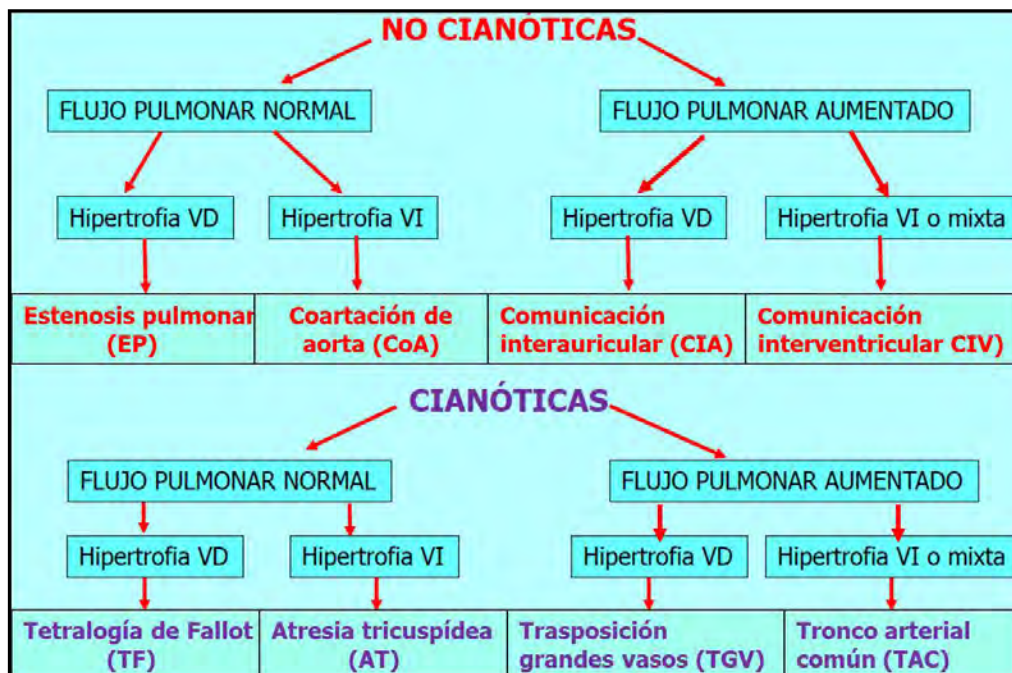 NO CIANÓTICAS
FLUJO PULMONAR NORMAL
FLUJO PULMONAR AUMENTADO
Hipertrofia VD
Hipertrofia VI
Hipertrofia VD
Hipertrofia VI o mixta
Estenosis pulmonar
(EP)
Coartación de
aorta (CoA)
Comunicación
interauricular (CIA)
Comunicación
interventricular CIV)
CIANÓTICAS
FLUJO PULMONAR NORMAL
FLUJO PULMONAR AUMENTADO
Hipertrofia VD
Hipertrofia VI
Hipertrofia VD
Hipertrofia VI o mixta
Tetralogía de Fallot
(TF)
Atresia tricuspídea
(AT)
Trasposición
grandes vasos (TGV)
Tronco arterial
común (TAC)